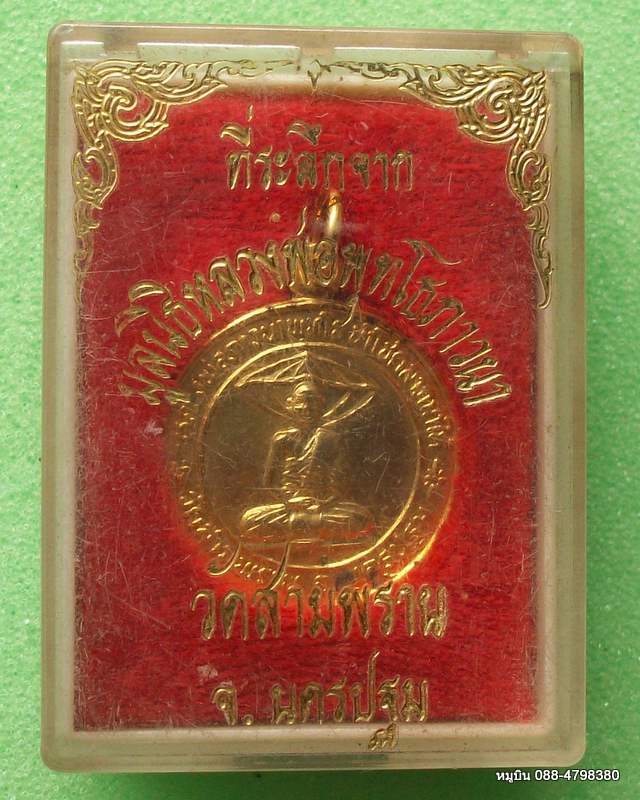 ที่ระลึกจาก
มูลนิธิหลวงพ่อพุทโธภาวนา
วัดสามพราน
จ. นครปฐม
หมูบิน 088-4798380